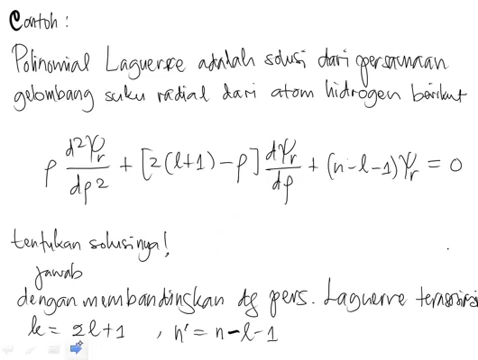 Contoh :
Polinomial Laguerre adalah solusi dari persamaan
gelombang suku radial dari atom hidrogen berikut
ρ d²Ψᵣ/dρ² + [2(l+1)-ρ] dΨᵣ/dρ + (n-l-1)Ψᵣ = 0
tentukan solusinya!
jawab
dengan membandingkan dg pers. Laguerre
k = 2l+1 , n' = n-l-1